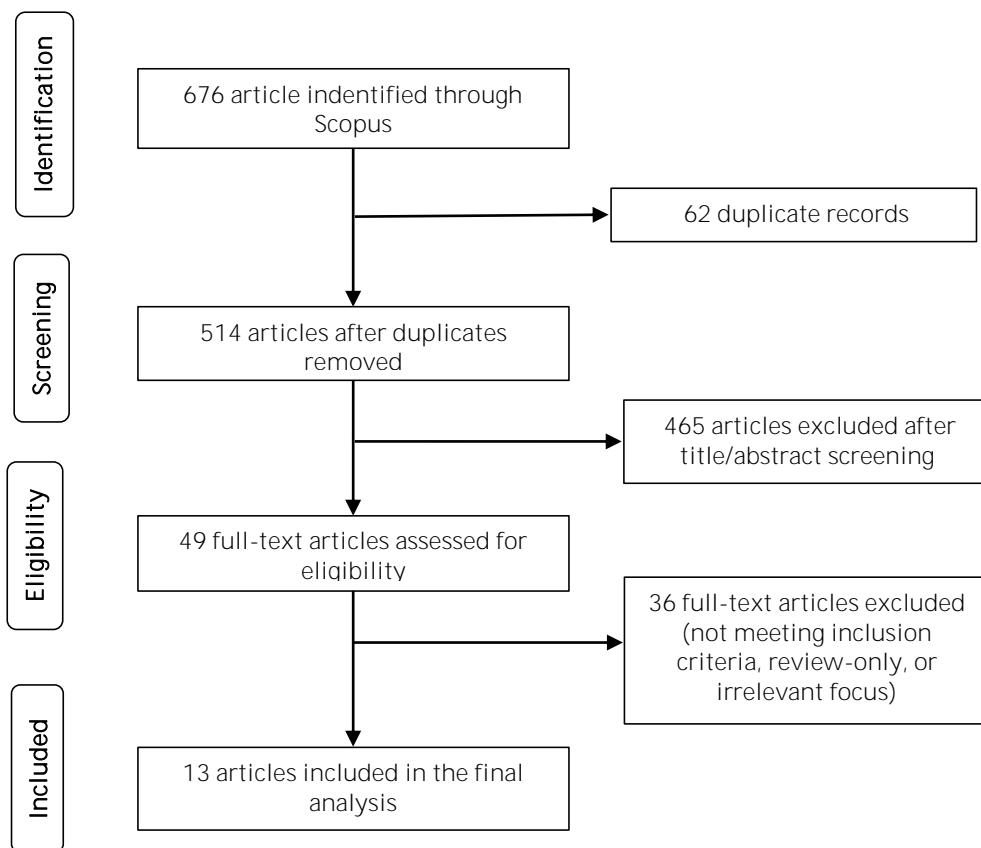 Identification
676 article indentified through
Scopus
62 duplicate records
Screening
514 articles after duplicates
removed
465 articles excluded after
title/abstract screening
Eligibility
49 full-text articles assessed for
eligibility
36 full-text articles excluded
(not meeting inclusion
criteria, review-only, or
irrelevant focus)
Included
13 articles included in the final
analysis